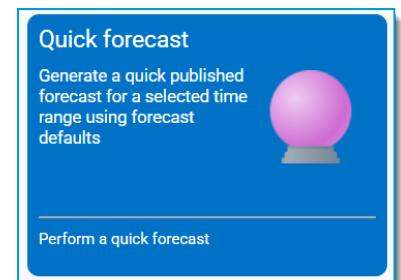 Quick forecast
Generate a quick published
forecast for a selected time
range using forecast
defaults
Perform a quick forecast